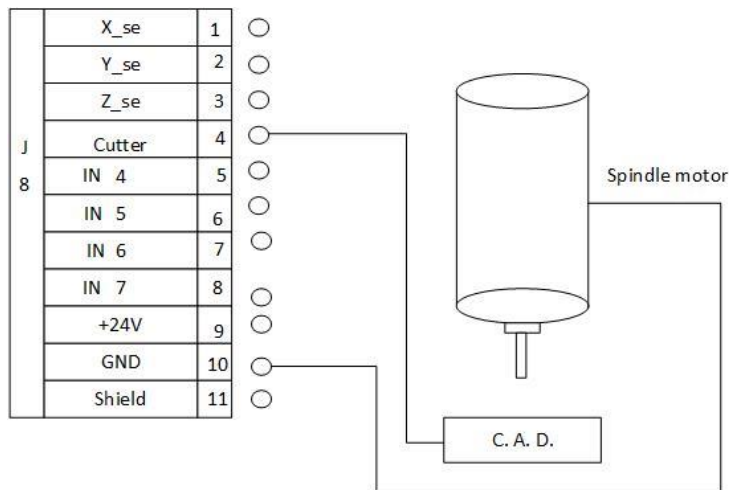 J 8
X_se 1
Y_se 2
Z_se 3
Cutter 4
IN 4 5
IN 5 6
IN 6 7
IN 7 8
+24V 9
GND 10
Shield 11
Spindle motor
C. A. D.